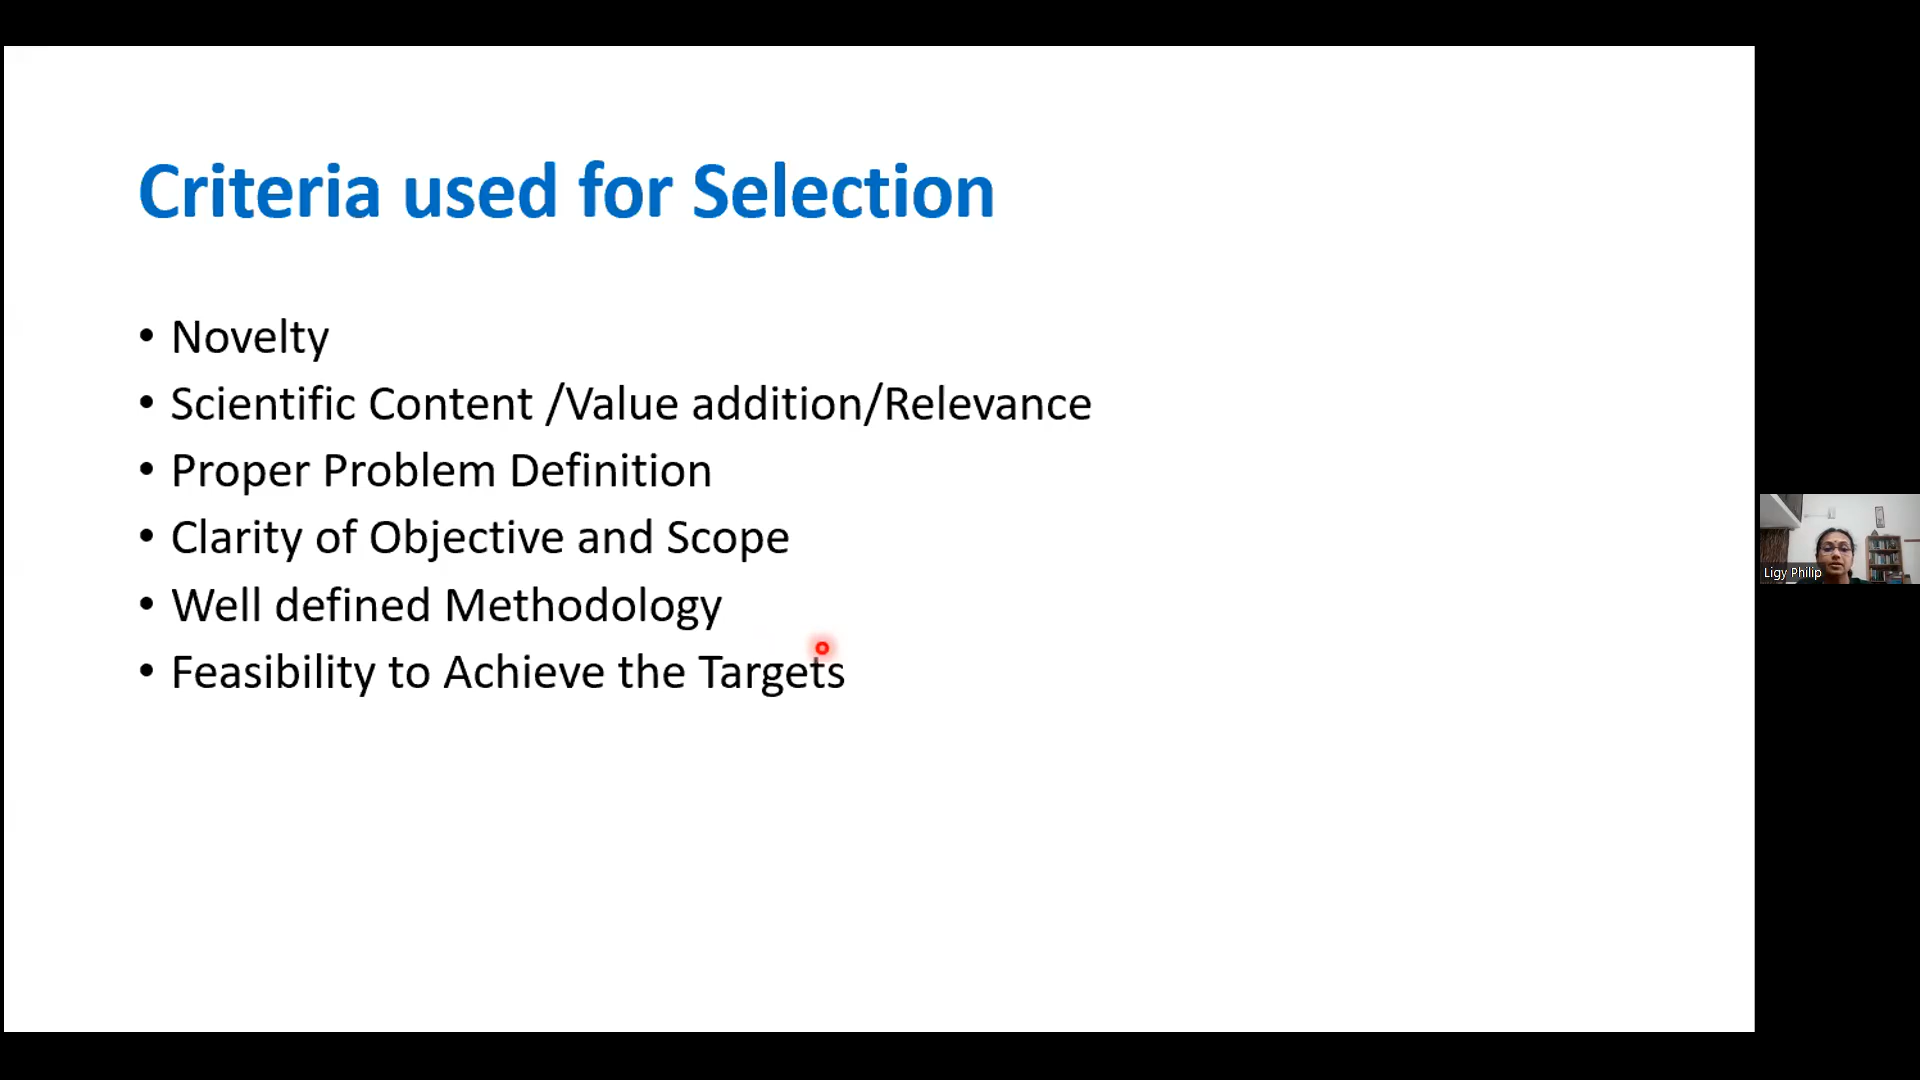 Criteria used for Selection
• Novelty
• Scientific Content /Value addition/Relevance
• Proper Problem Definition
• Clarity of Objective and Scope
• Well defined Methodology
• Feasibility to Achieve the Targets
Ligy Philip